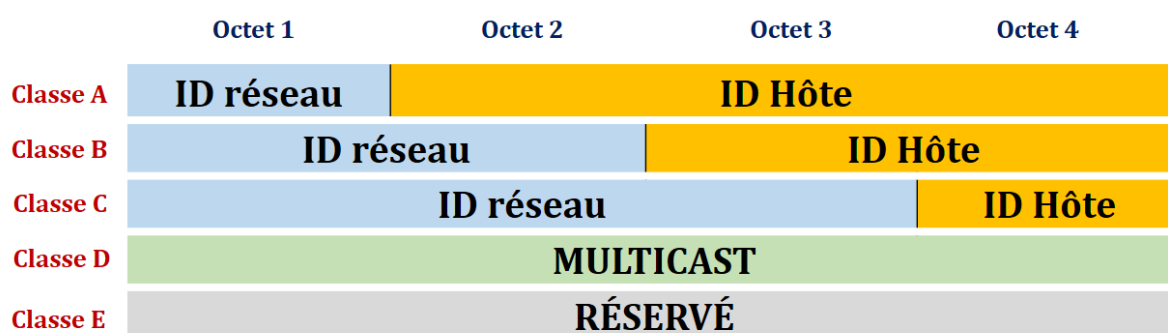 Octet 1 Octet 2 Octet 3 Octet 4
Classe A ID réseau ID Hôte
Classe B ID réseau ID Hôte
Classe C ID réseau ID Hôte
Classe D MULTICAST
Classe E RÉSERVÉ